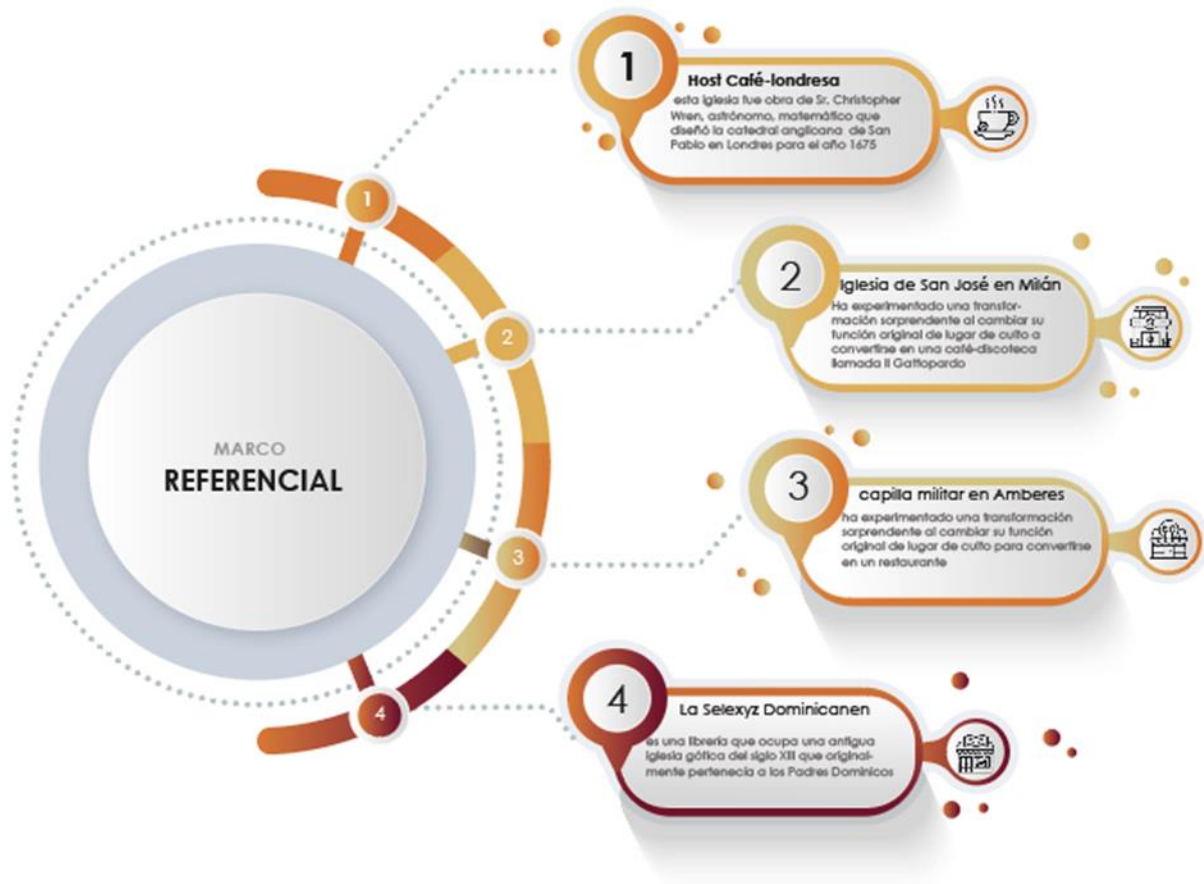 MARCO
REFERENCIAL
1
2
3
4
1
Host Café-londresa
esta iglesia fue obra de Sr. Christopher
Wren, astrónomo, matemático que
diseñó la catedral anglicana de San
Pablo en Londres para el año 1675
2
Iglesia de San José en Milán
Ha experimentado una transfor-
mación sorprendente al cambiar su
función original de lugar de culto a
convertirse en una café-discoteca
llamada Il Gattopardo
3
capilla militar en Amberes
ha experimentado una transformación
sorprendente al cambiar su función
original de lugar de culto para convertirse
en un restaurante
4
La Selexyz Dominicanen
es una librería que ocupa una antigua
iglesia gótica del siglo XIII que original-
mente pertenecía a los Padres Dominicos